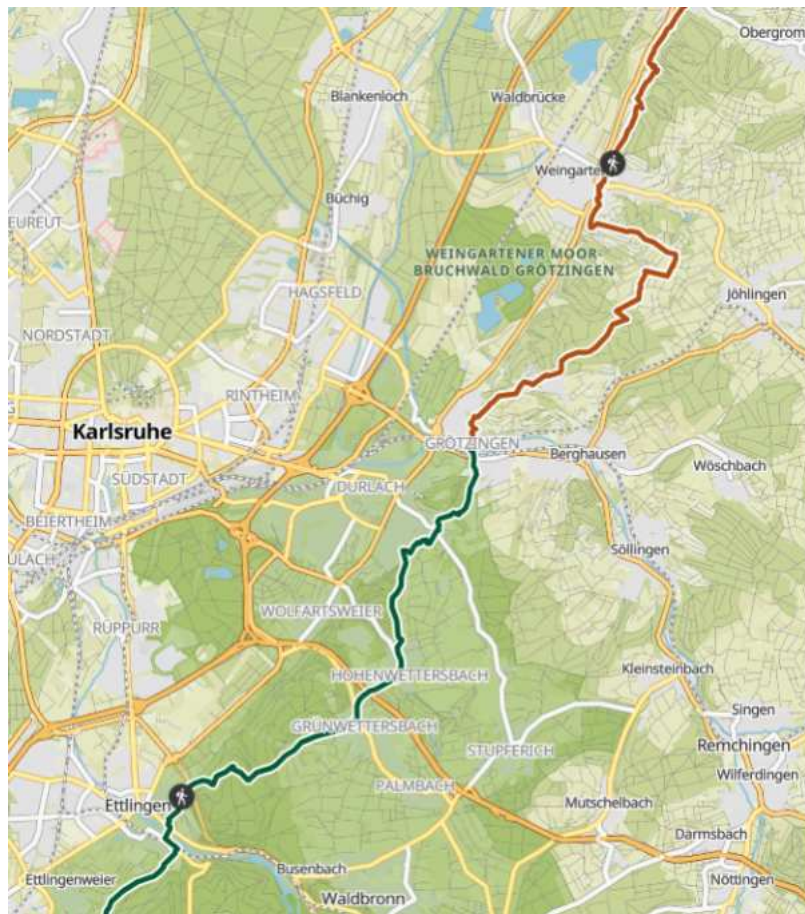 Obergrom
Blankenloch
Waldbrücke
Weingarten
Büchig
EUREUT
WEINGARTENER MOOR-
BRUCHWALD GRÖTZINGEN
HAGSFELD
Jöhlingen
NORDSTADT
RINTHEIM
Karlsruhe
GRÖTZINGEN
Berghausen
Wöschbach
SÜDSTADT
DURLACH
BEIERTHEIM
ULACH
Söllingen
WOLFARTSWEIER
RÜPPURR
HOHENWETTERSBACH
Kleinsteinbach
Singen
GRÜNWETTERSBACH
STUPFERICH
Remchingen
Wilferdingen
PALMBACH
Ettlingen
Mutschelbach
Darmsbach
Busenbach
Ettlingenweier
Nöttingen
Waldbronn